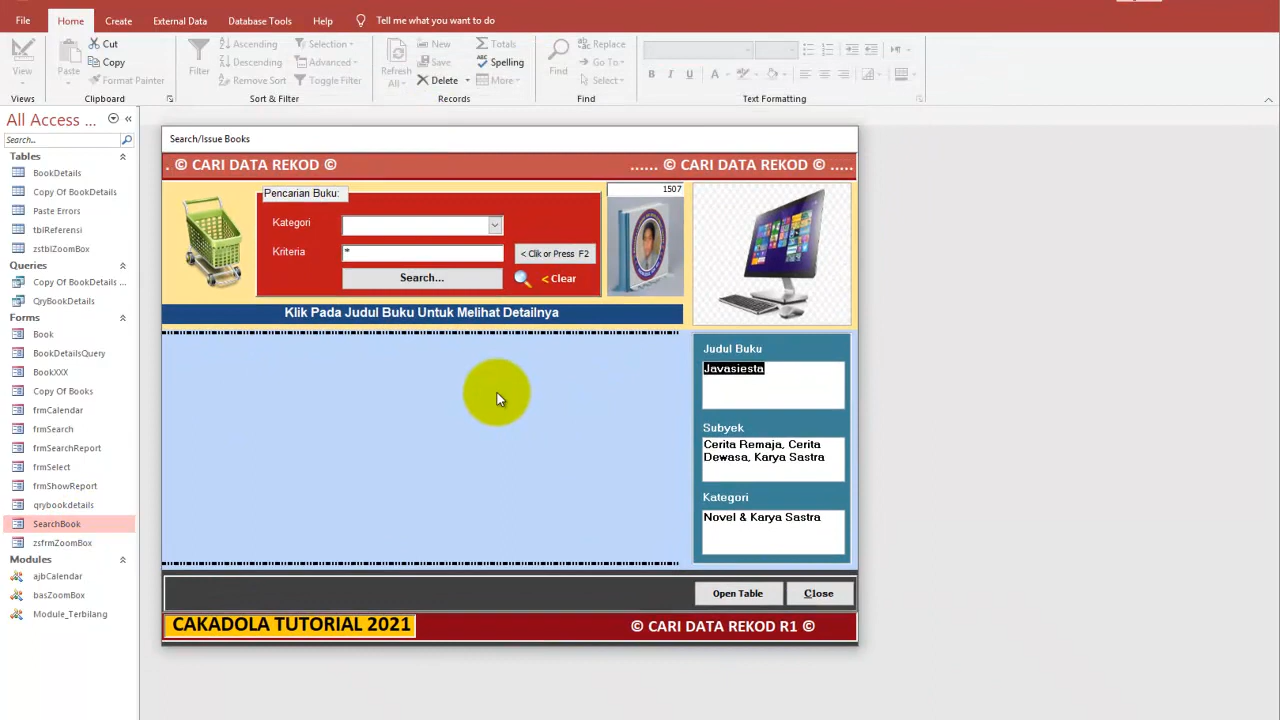 File Home Create External Data Database Tools Help Tell me what you want to do
View
Views
Paste
Cut
Copy
Format Painter
Clipboard
Filter
Ascending
Descending
Remove Sort
Selection
Advanced
Toggle Filter
Sort & Filter
Refresh
All
New
Save
Delete
Totals
Spelling
More
Records
Find
Replace
Go To
Select
Find
B I U A
Text Formatting
All Access ...
Search...
Tables
BookDetails
Copy Of BookDetails
Paste Errors
tblReferensi
zstblZoomBox
Queries
Copy Of BookDetails ...
QryBookDetails
Forms
Book
BookDetailsQuery
BookXXX
Copy Of Books
frmCalendar
frmSearch
frmSearchReport
frmSelect
frmShowReport
qrybookdetails
SearchBook
zsfrmZoomBox
Modules
ajbCalendar
basZoomBox
Module_Terbilang
Search/Issue Books
. © CARI DATA REKOD © ...... © CARI DATA REKOD © .....
Pencarian Buku:
1507
Kategori
Kriteria * < Clik or Press F2
Search... < Clear
Klik Pada Judul Buku Untuk Melihat Detailnya
Judul Buku
Javasiesta
Subyek
Cerita Remaja, Cerita
Dewasa, Karya Sastra
Kategori
Novel & Karya Sastra
Open Table Close
CAKADOLA TUTORIAL 2021 © CARI DATA REKOD R1 ©